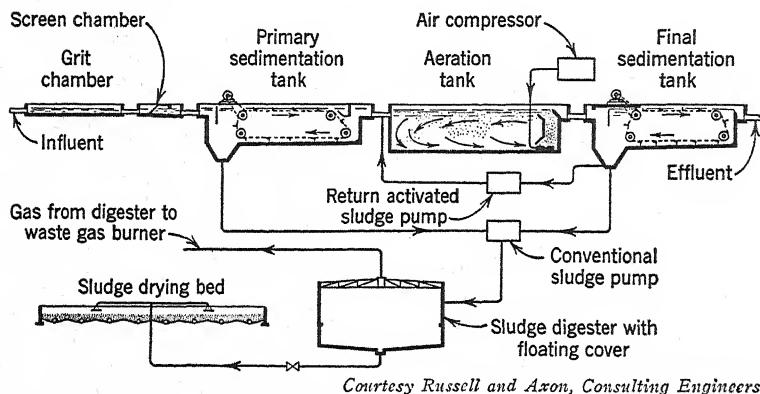 Screen chamber
Grit
chamber
Primary
sedimentation
tank
Aeration
tank
Air compressor
Final
sedimentation
tank
Influent
Effluent
Return activated
sludge pump
Gas from digester to
waste gas burner
Conventional
sludge pump
Sludge drying bed
Sludge digester with
floating cover
Courtesy Russell and Axon, Consulting Engineers